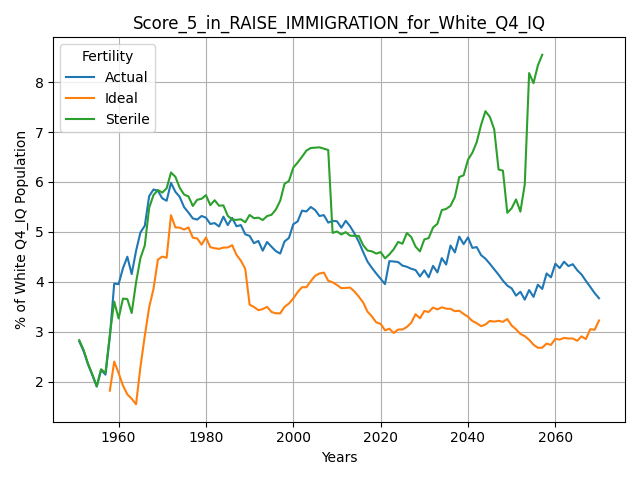 Score_5_in_RAISE_IMMIGRATION_for_White_Q4_IQ
Fertility
Actual
Ideal
Sterile
% of White Q4_IQ Population
8
7
6
5
4
3
2
1960 1980 2000 2020 2040 2060
Years